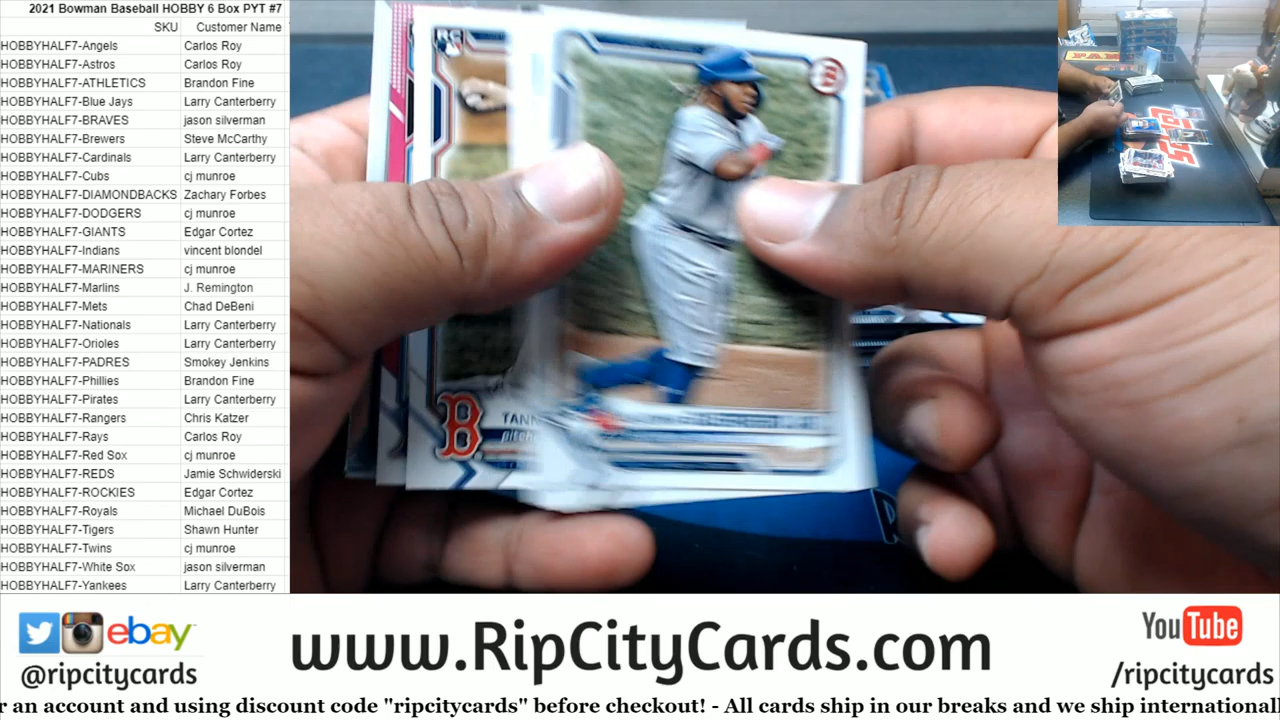 2021 Bowman Baseball HOBBY 6 Box PYT #7
SKU Customer Name
HOBBYHALF7-Angels Carlos Roy
HOBBYHALF7-Astros Carlos Roy
HOBBYHALF7-ATHLETICS Brandon Fine
HOBBYHALF7-Blue Jays Larry Canterberry
HOBBYHALF7-BRAVES jason silverman
HOBBYHALF7-Brewers Steve McCarthy
HOBBYHALF7-Cardinals Larry Canterberry
HOBBYHALF7-Cubs cj munroe
HOBBYHALF7-DIAMONDBACKS Zachary Forbes
HOBBYHALF7-DODGERS cj munroe
HOBBYHALF7-GIANTS Edgar Cortez
HOBBYHALF7-Indians vincent blondel
HOBBYHALF7-MARINERS cj munroe
HOBBYHALF7-Marlins J. Remington
HOBBYHALF7-Mets Chad DeBeni
HOBBYHALF7-Nationals Larry Canterberry
HOBBYHALF7-Orioles Larry Canterberry
HOBBYHALF7-PADRES Smokey Jenkins
HOBBYHALF7-Phillies Brandon Fine
HOBBYHALF7-Pirates Larry Canterberry
HOBBYHALF7-Rangers Chris Katzer
HOBBYHALF7-Rays Carlos Roy
HOBBYHALF7-Red Sox cj munroe
HOBBYHALF7-REDS Jamie Schwiderski
HOBBYHALF7-ROCKIES Edgar Cortez
HOBBYHALF7-Royals Michael DuBois
HOBBYHALF7-Tigers Shawn Hunter
HOBBYHALF7-Twins cj munroe
HOBBYHALF7-White Sox jason silverman
HOBBYHALF7-Yankees Larry Canterberry
RC
B
TANN
pitch
ebay
@ripcitycards
www.RipCityCards.com
YouTube
/ripcitycards
r an account and using discount code "ripcitycards" before checkout! - All cards ship in our breaks and we ship international